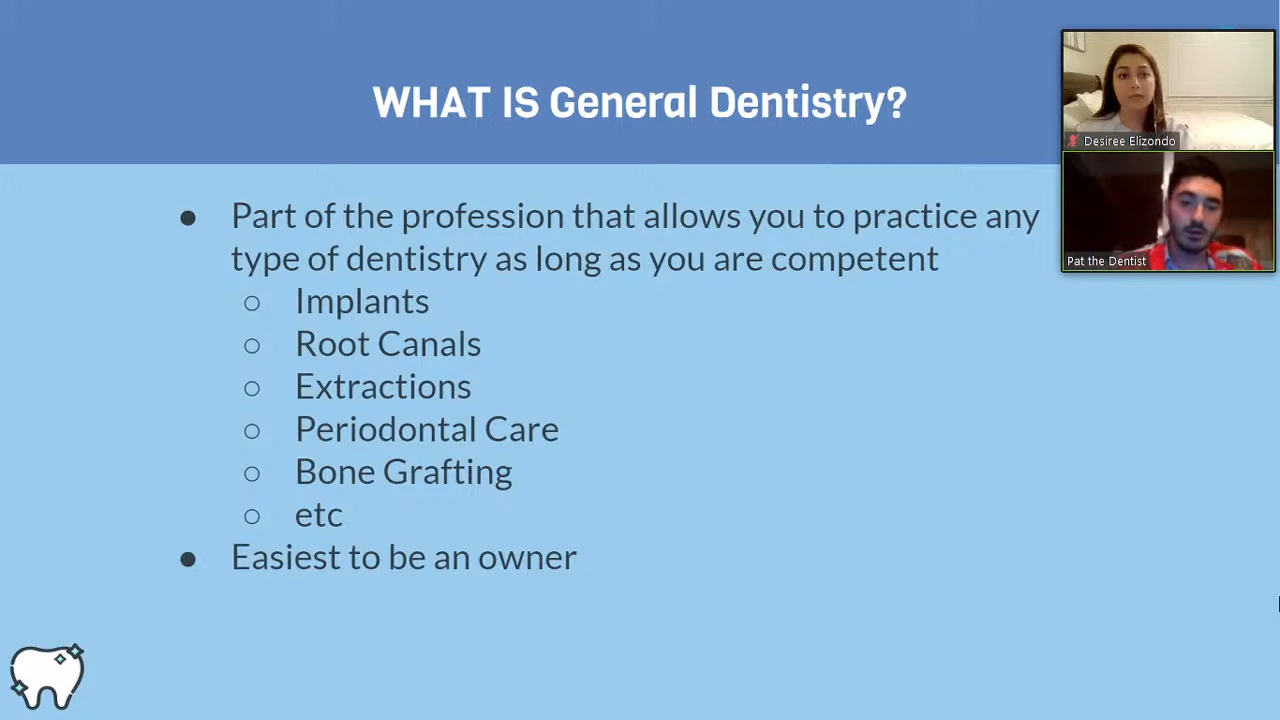 WHAT IS General Dentistry?
● Part of the profession that allows you to practice any
type of dentistry as long as you are competent
○ Implants
○ Root Canals
○ Extractions
○ Periodontal Care
○ Bone Grafting
○ etc
● Easiest to be an owner
Desiree Elizondo
Pat the Dentist